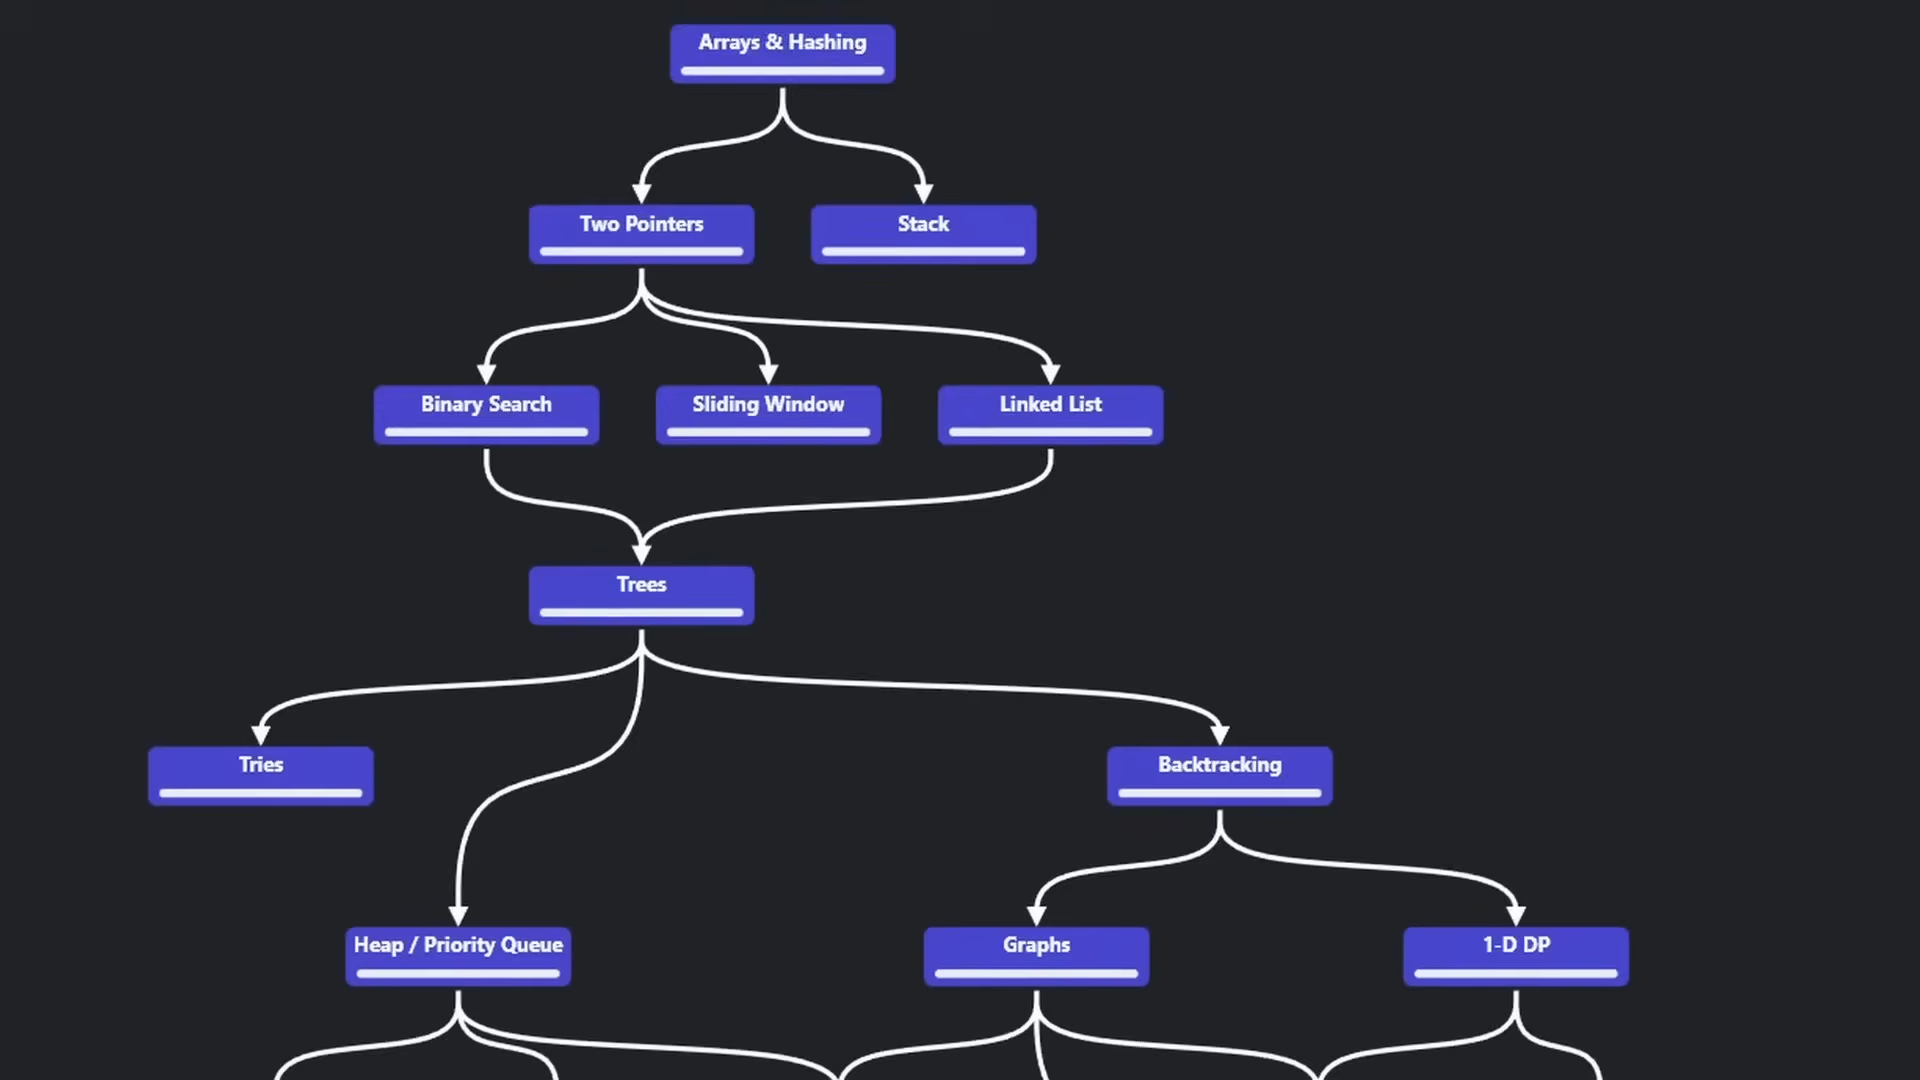 Arrays & Hashing
Two Pointers
Stack
Binary Search
Sliding Window
Linked List
Trees
Tries
Backtracking
Heap / Priority Queue
Graphs
1-D DP